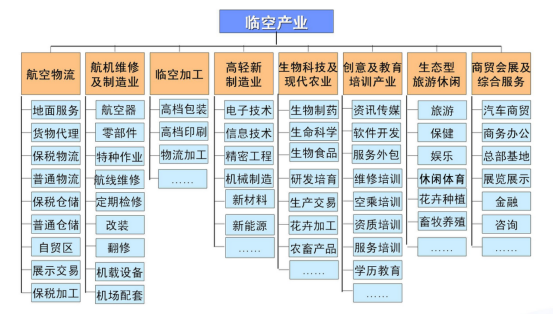 临空产业
航空物流
地面服务
货物代理
保税物流
普通物流
保税仓储
普通仓储
自贸区
展示交易
保税加工
航机维修
及制造业
航空器
零部件
特种作业
航线维修
定期检修
改装
翻修
机载设备
机场配套
临空加工
高档包装
高档印刷
物流加工
……
高轻新
制造业
电子技术
信息技术
精密工程
机械制造
新材料
新能源
……
生物科技及
现代农业
生物制药
生命科学
生物食品
研发培育
生产交易
花卉加工
农畜产品
……
创意及教育
培训产业
资讯传媒
软件开发
服务外包
维修培训
空乘培训
资质培训
服务培训
学历教育
……
生态型
旅游休闲
旅游
保健
娱乐
休闲体育
花卉种植
畜牧养殖
……
商贸会展及
综合服务
汽车商贸
商务办公
总部基地
展览展示
金融
咨询
……